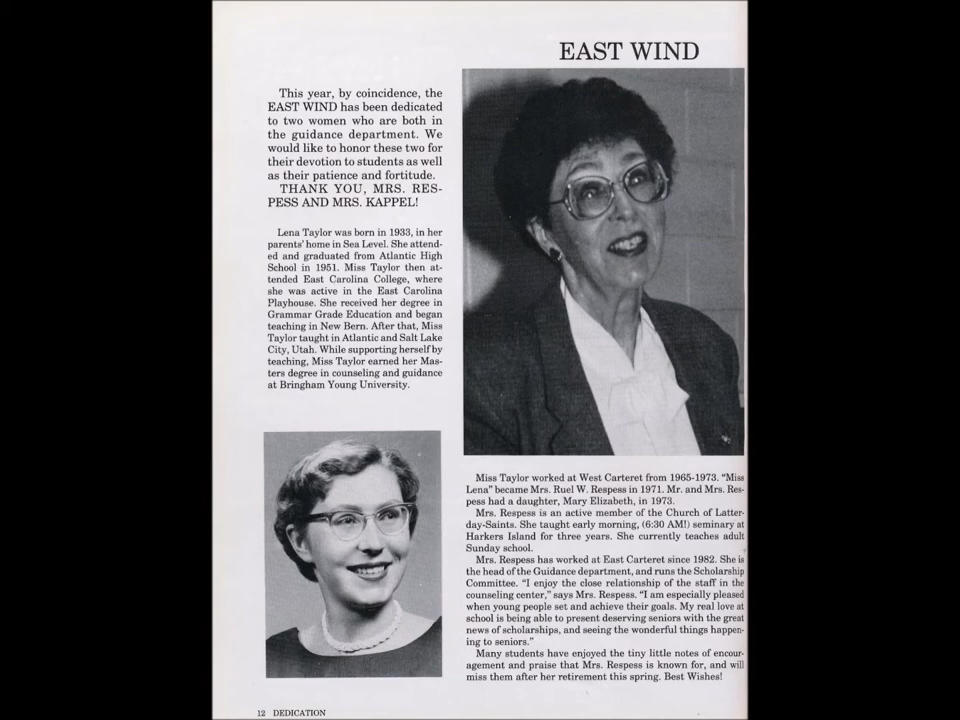 EAST WIND
This year, by coincidence, the
EAST WIND has been dedicated
to two women who are both in
the guidance department. We
would like to honor these two for
their devotion to students as well
as their patience and fortitude.
THANK YOU, MRS. RES-
PESS AND MRS. KAPPEL!
Lena Taylor was born in 1933, in her
parents' home in Sea Level. She attend-
ed and graduated from Atlantic High
School in 1951. Miss Taylor then at-
tended East Carolina College, where
she was active in the East Carolina
Playhouse. She received her degree in
Grammar Grade Education and began
teaching in New Bern. After that, Miss
Taylor taught in Atlantic and Salt Lake
City, Utah. While supporting herself by
teaching, Miss Taylor earned her Mas-
ters degree in counseling and guidance
at Bringham Young University.
Miss Taylor worked at West Carteret from 1965-1973. "Miss
Lena" became Mrs. Ruel W. Respess in 1971. Mr. and Mrs. Res-
pess had a daughter, Mary Elizabeth, in 1973.
Mrs. Respess is an active member of the Church of Latter-
day-Saints. She taught early morning, (6:30 AM!) seminary at
Harkers Island for three years. She currently teaches adult
Sunday school.
Mrs. Respess has worked at East Carteret since 1982. She is
the head of the Guidance department, and runs the Scholarship
Committee. "I enjoy the close relationship of the staff in the
counseling center," says Mrs. Respess. "I am especially pleased
when young people set and achieve their goals. My real love at
school is being able to present deserving seniors with the great
news of scholarships, and seeing the wonderful things happen-
ing to seniors."
Many students have enjoyed the tiny little notes of encour-
agement and praise that Mrs. Respess is known for, and will
miss them after her retirement this spring. Best Wishes!
12 DEDICATION